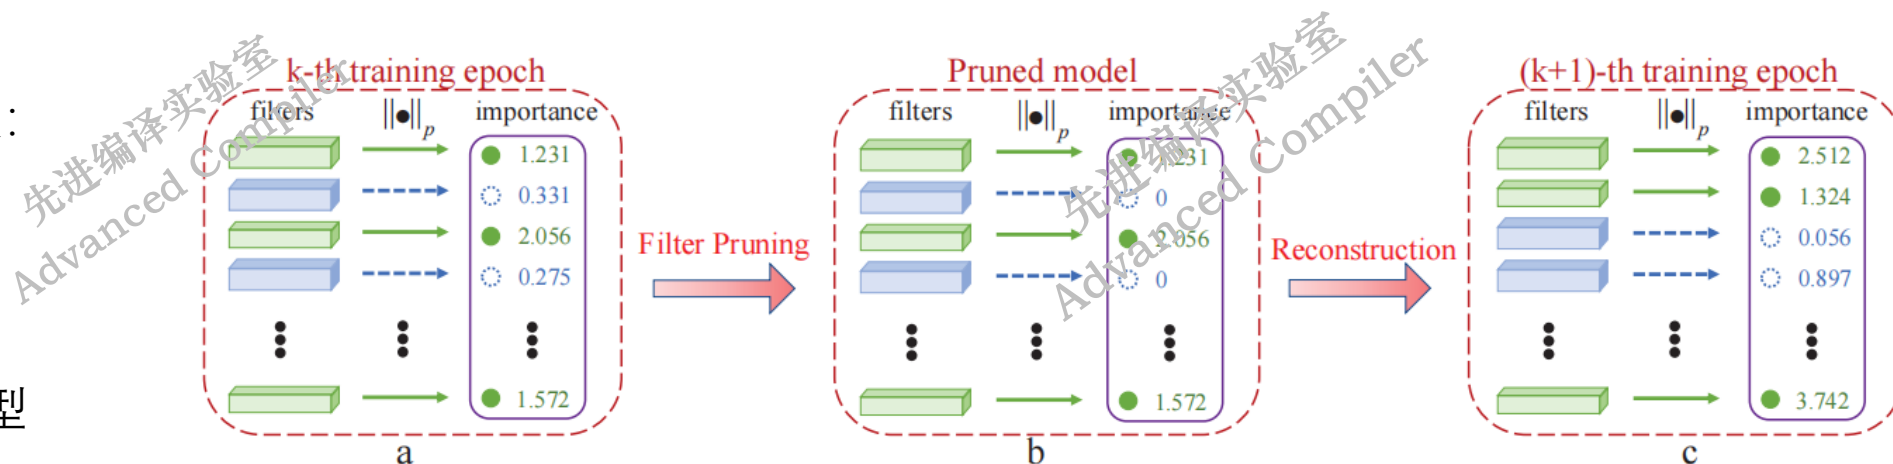 :
型
k-th training epoch
filters ||●||p importance
1.231
0.331
2.056
0.275
1.572
a
Filter Pruning
Pruned model
filters ||●||p importance
1.231
0
2.056
0
1.572
b
Reconstruction
(k+1)-th training epoch
filters ||●||p importance
2.512
1.324
0.056
0.897
3.742
c
先进编译实验室
Advanced Compiler
先进编译实验室
Advanced Compiler